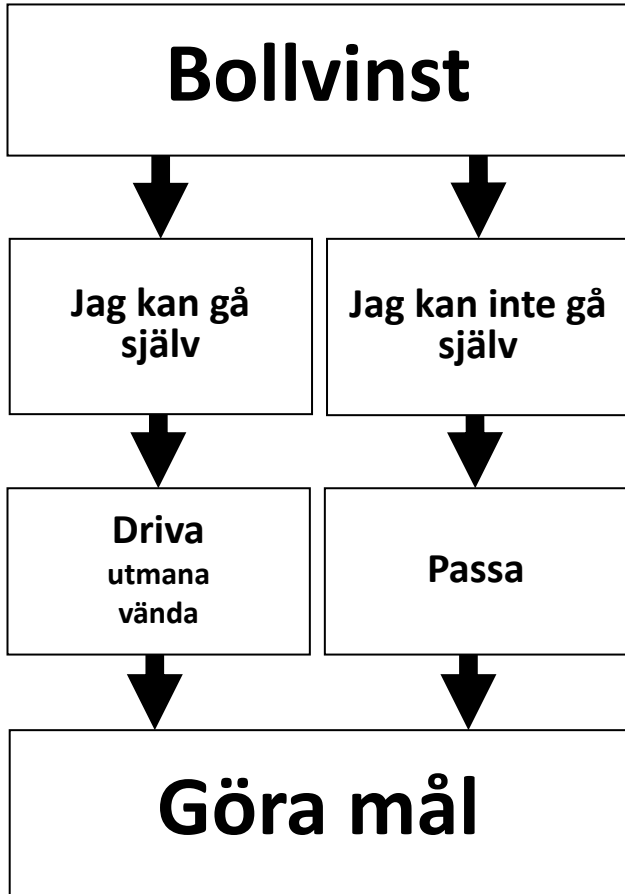 Bollvinst
Jag kan gå
själv
Jag kan inte gå
själv
Driva
utmana
vända
Passa
Göra mål